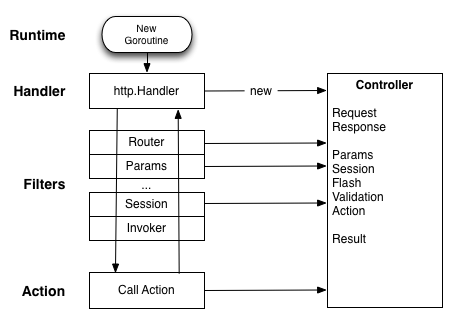 Runtime
New
Goroutine
Handler
http.Handler
new
Controller
Request
Response
Params
Session
Flash
Validation
Action
Result
Filters
Router
Params
...
Session
Invoker
Action
Call Action